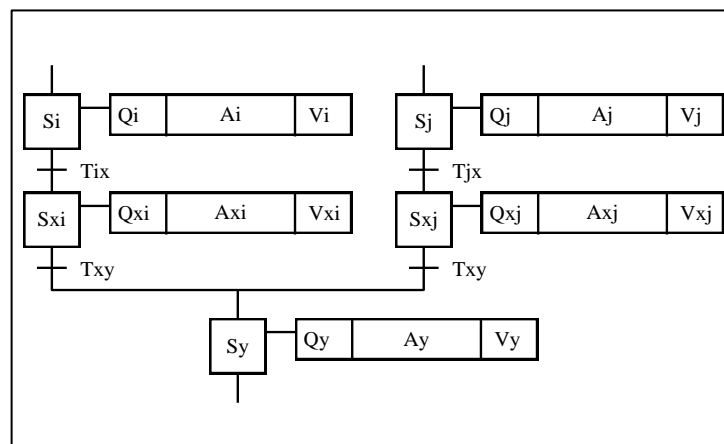 Si Qi Ai Vi Sj Qj Aj Vj
Tix Tjx
Sxi Qxi Axi Vxi Sxj Qxj Axj Vxj
Txy Txy
Sy Qy Ay Vy